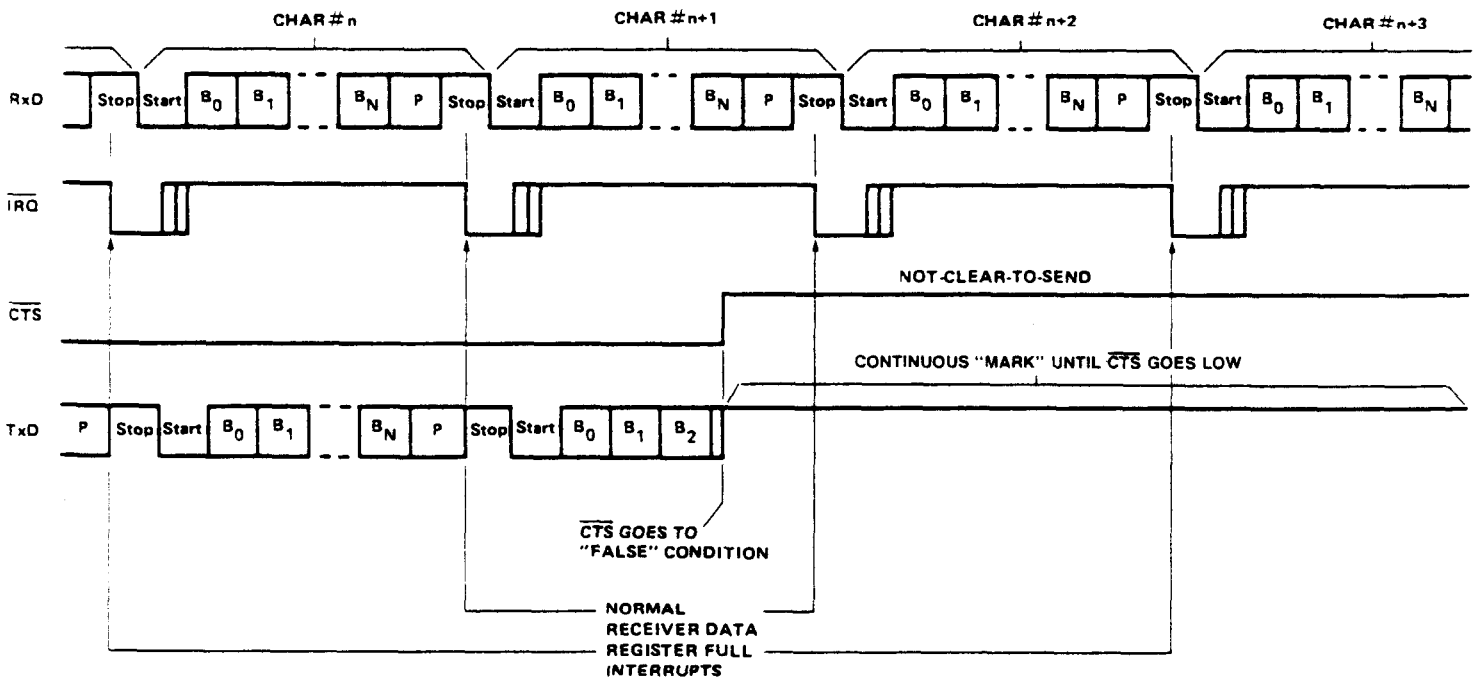 CHAR#n CHAR#n+1 CHAR#n+2 CHAR#n+3
RxD Stop Start B0 B1 BN P Stop Start B0 B1 BN P Stop Start B0 B1 BN P Stop Start B0 B1 BN
IRQ
NOT-CLEAR-TO-SEND
CTS
CONTINUOUS "MARK" UNTIL CTS GOES LOW
TxD P Stop Start B0 B1 BN P Stop Start B0 B1 B2
CTS GOES TO
"FALSE" CONDITION
NORMAL
RECEIVER DATA
REGISTER FULL
INTERRUPTS